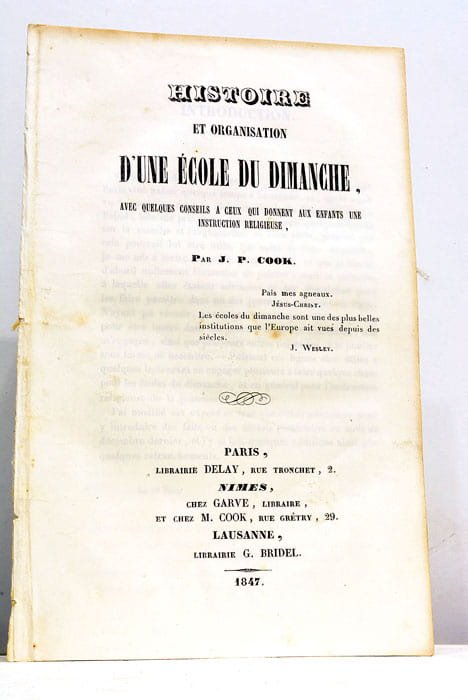 HISTOIRE
ET ORGANISATION
D'UNE ÉCOLE DU DIMANCHE,
AVEC QUELQUES CONSEILS A CEUX QUI DONNENT AUX ENFANTS UNE
INSTRUCTION RELIGIEUSE,
PAR J. P. COOK.
Pais mes agneaux.
JÉSUS-CHRIST.
Les écoles du dimanche sont une des plus belles
institutions que l'Europe ait vues depuis des
siécles.
J. WESLEY.
PARIS,
LIBRAIRIE DELAY, RUE TRONCHET, 2.
NIMES,
CHEZ GARVE, LIBRAIRE,
ET CHEZ M. COOK, RUE GRÉTRY, 29.
LAUSANNE,
LIBRAIRIE G. BRIDEL.
1847.